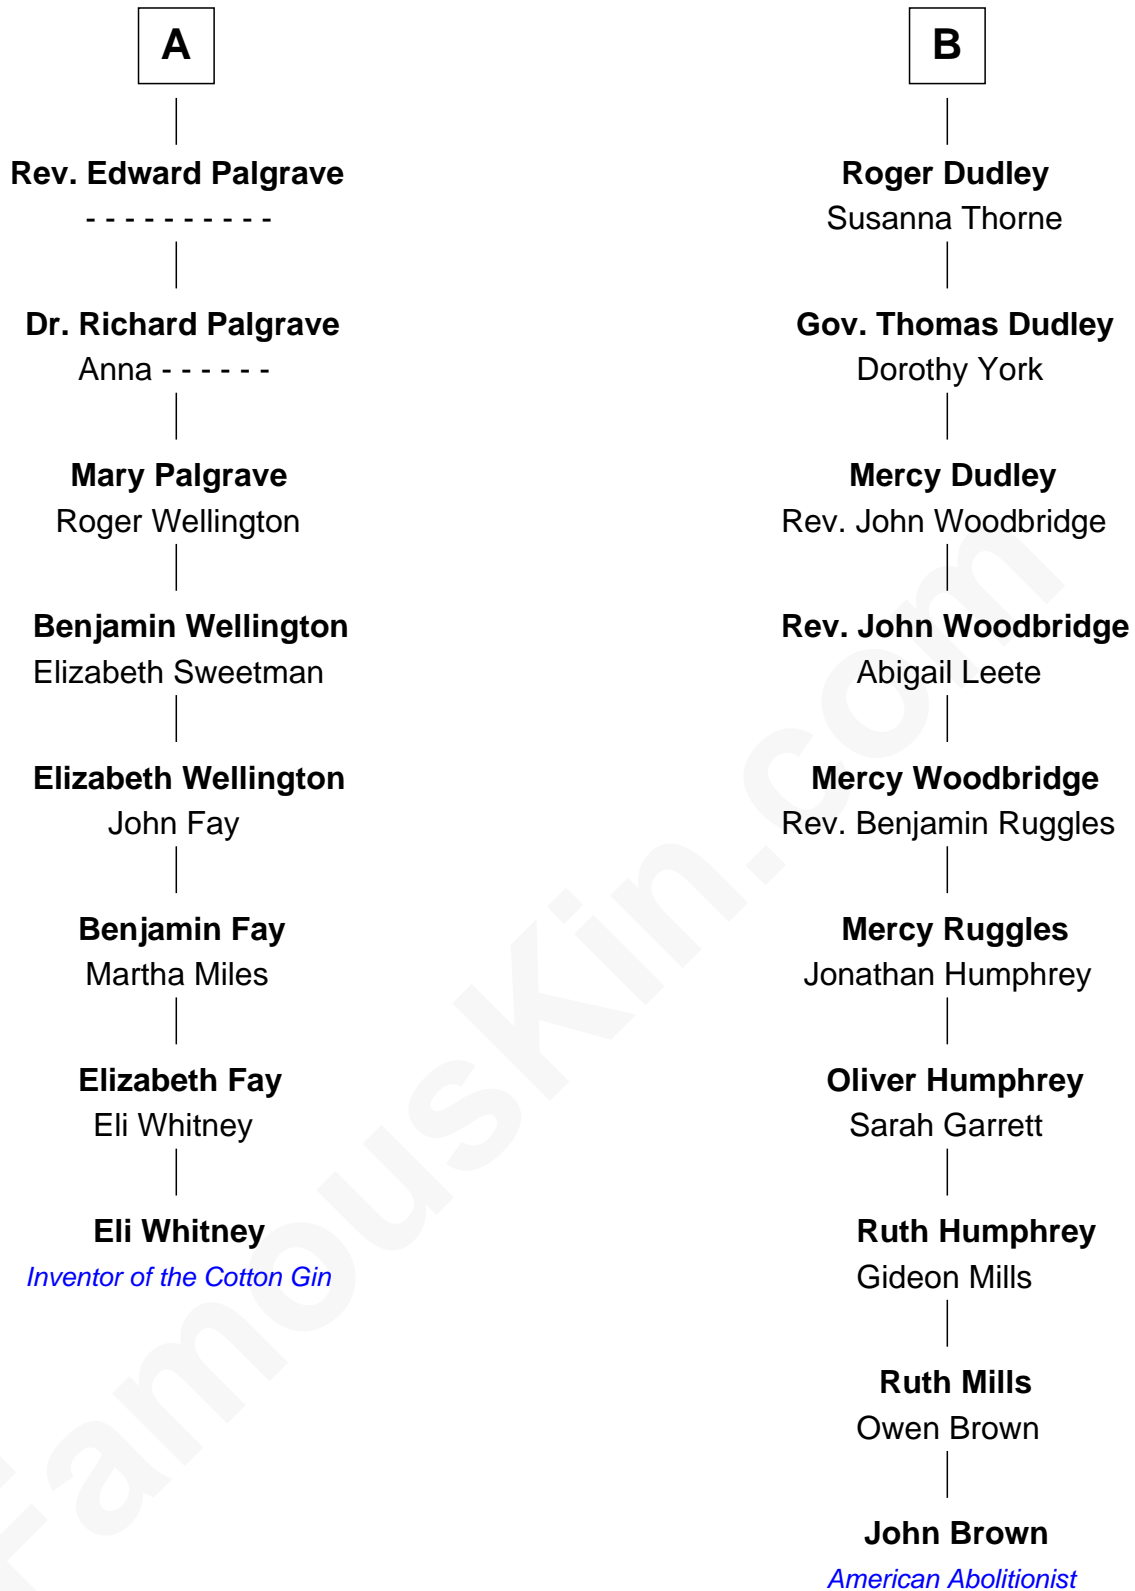 A
Rev. Edward Palgrave
- - - - - - - - - -
Dr. Richard Palgrave
Anna - - - - - -
Mary Palgrave
Roger Wellington
Benjamin Wellington
Elizabeth Sweetman
Elizabeth Wellington
John Fay
Benjamin Fay
Martha Miles
Elizabeth Fay
Eli Whitney
Eli Whitney
Inventor of the Cotton Gin
B
Roger Dudley
Susanna Thorne
Gov. Thomas Dudley
Dorothy York
Mercy Dudley
Rev. John Woodbridge
Rev. John Woodbridge
Abigail Leete
Mercy Woodbridge
Rev. Benjamin Ruggles
Mercy Ruggles
Jonathan Humphrey
Oliver Humphrey
Sarah Garrett
Ruth Humphrey
Gideon Mills
Ruth Mills
Owen Brown
John Brown
American Abolitionist
FamousKin.com